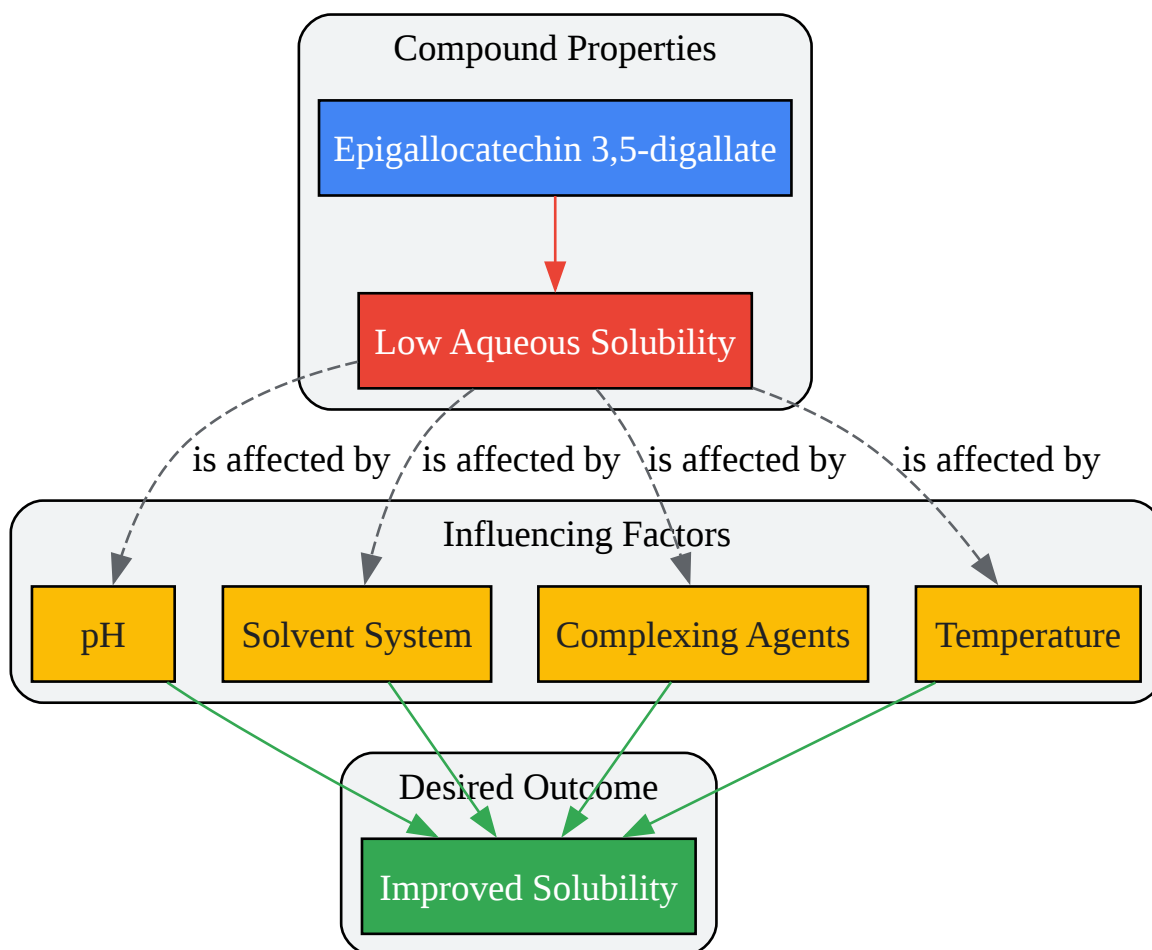 Compound Properties
Epigallocatechin 3,5-digallate
Low Aqueous Solubility
is affected by
is affected by
is affected by
is affected by
Influencing Factors
pH
Solvent System
Complexing Agents
Temperature
Desired Outcome
Improved Solubility